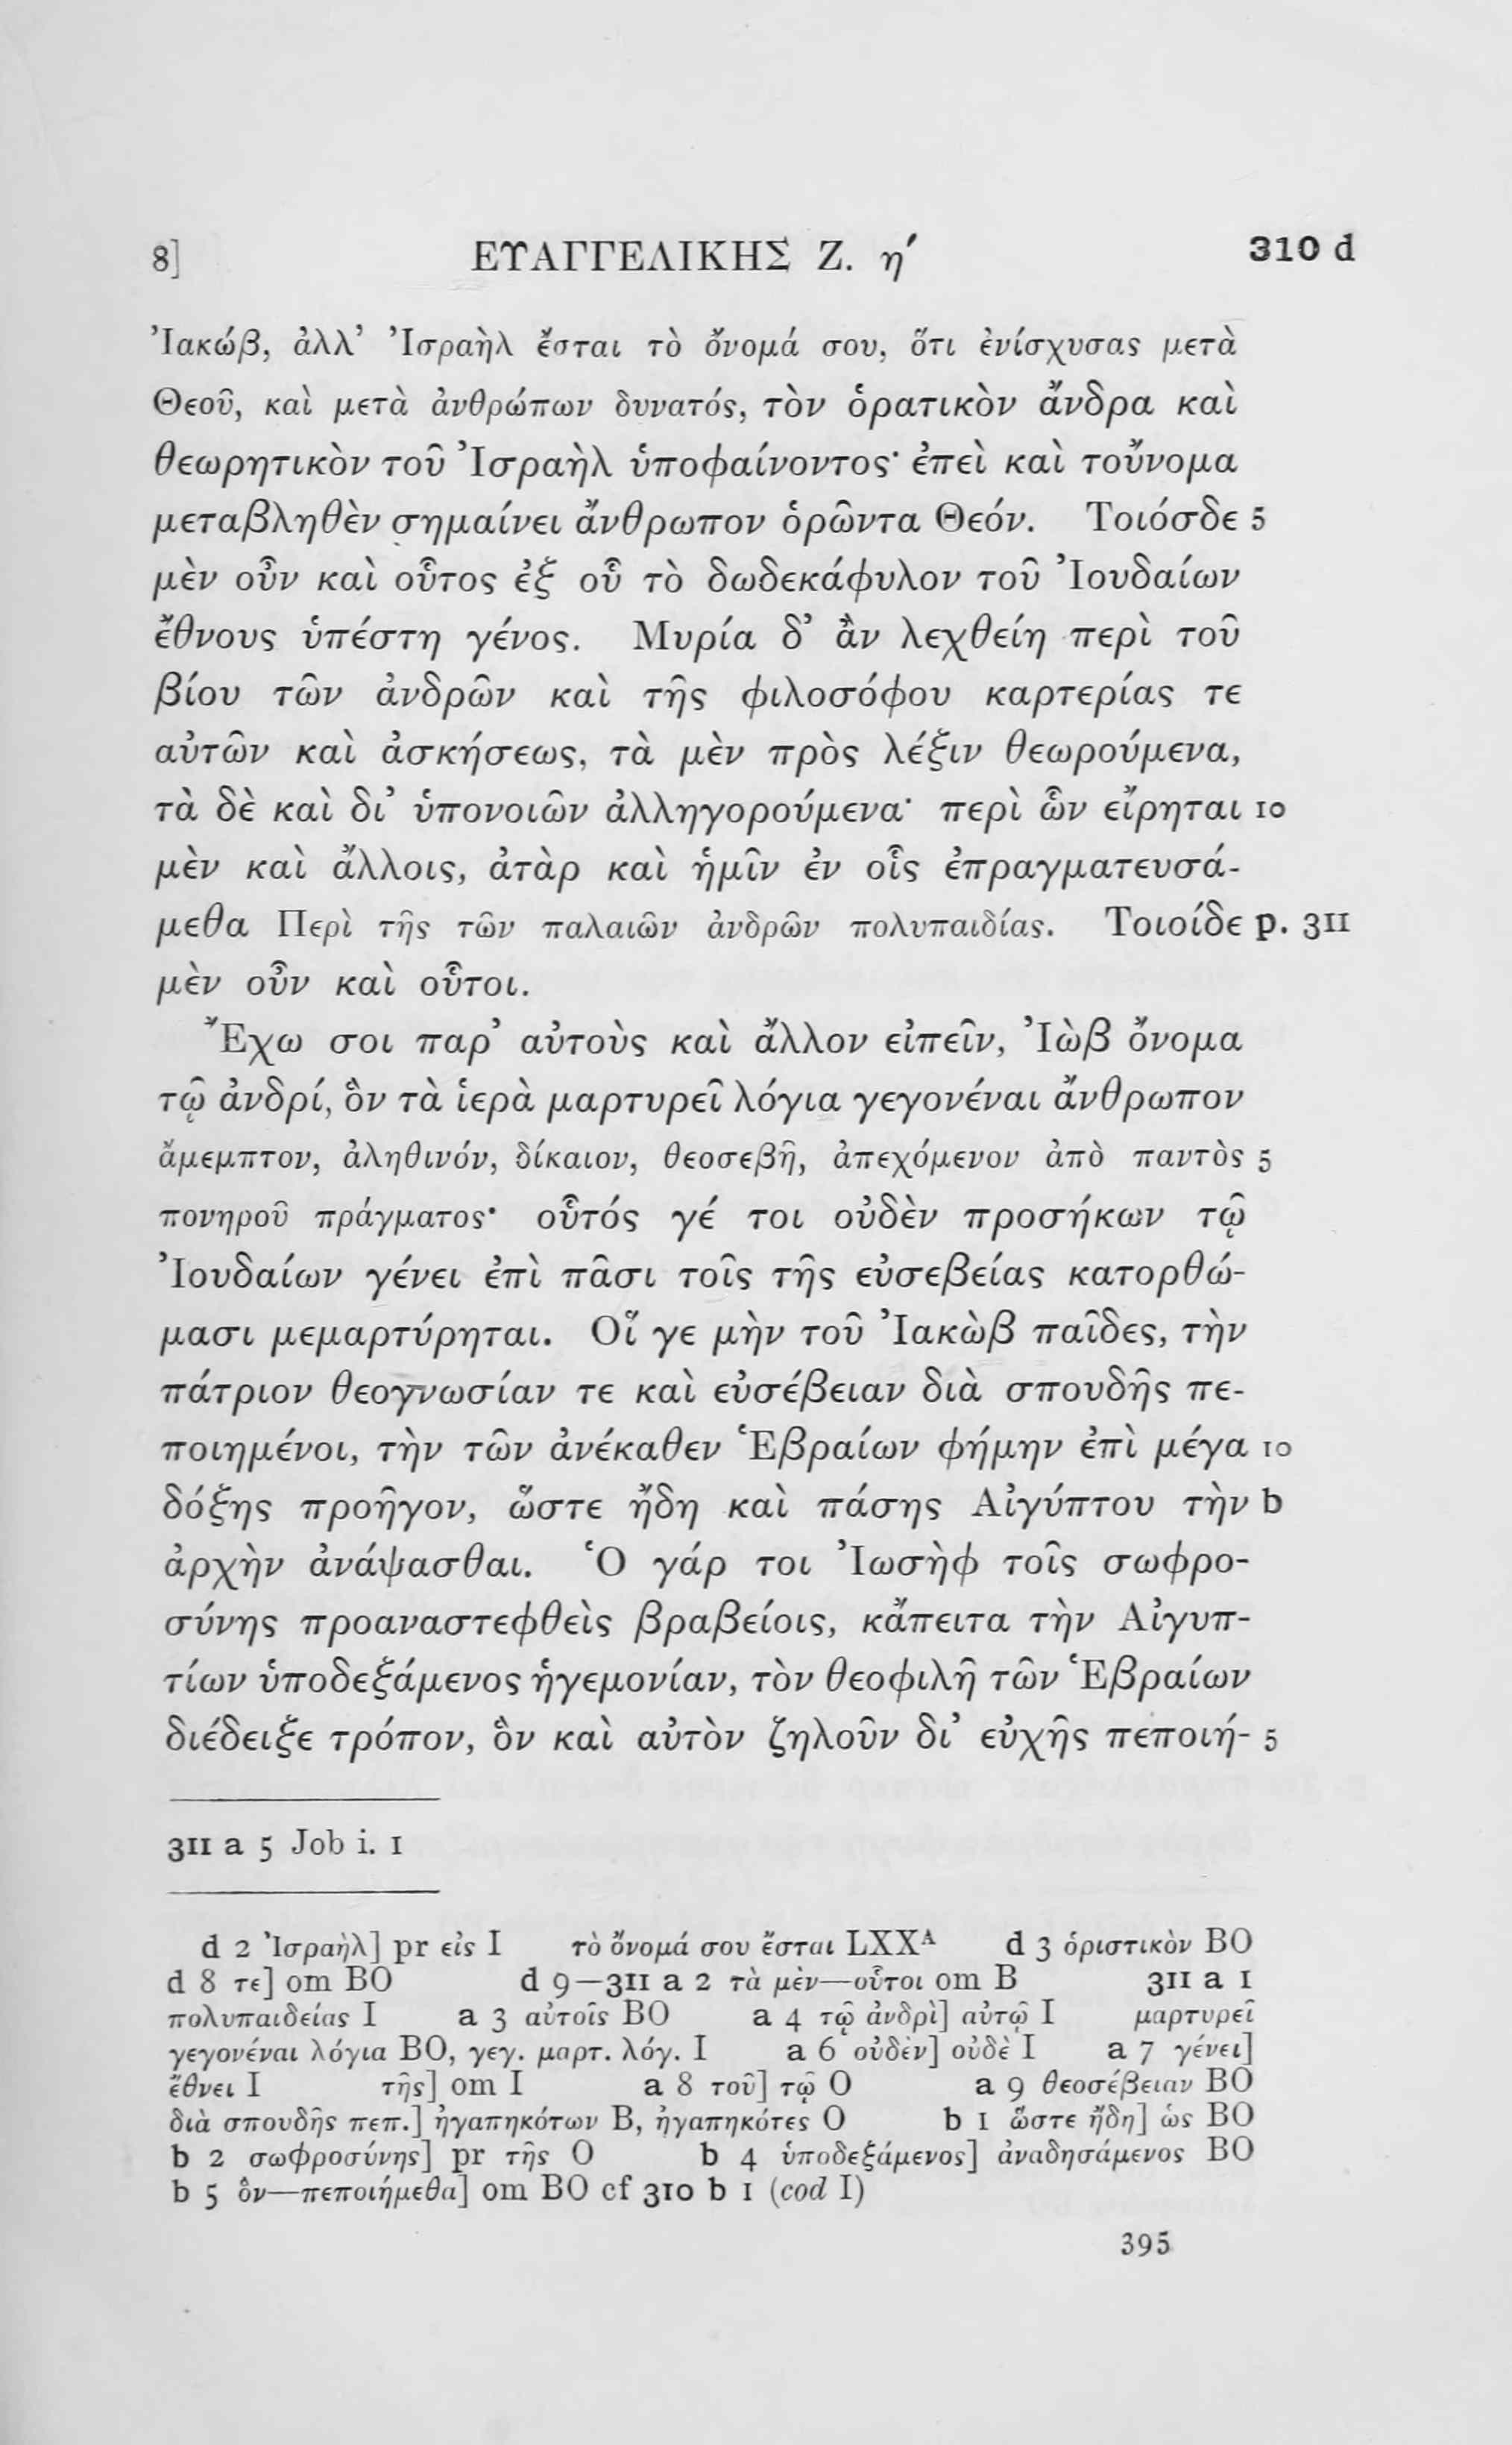 8] ΕΥΑΓΓΕΛΙΚΗΣ Ζ. η′ 310 d
Ἰακώβ, ἀλλ’ Ἰσραὴλ ἔσται τὸ ὄνομά σου, ὅτι ἐνίσχυσας μετὰ
Θεοῦ, καὶ μετὰ ἀνθρώπων δυνατός, τὸν ὁρατικὸν ἄνδρα καὶ
θεωρητικὸν τοῦ Ἰσραὴλ ὑποφαίνοντος· ἐπεὶ καὶ τοὔνομα
μεταβληθὲν σημαίνει ἄνθρωπον ὁρῶντα Θεόν. Τοιόσδε 5
μὲν οὖν καὶ οὗτος ἐξ οὗ τὸ δωδεκάφυλον τοῦ Ἰουδαίων
ἔθνους ὑπέστη γένος. Μυρία δ’ ἂν λεχθείη περὶ τοῦ
βίου τῶν ἀνδρῶν καὶ τῆς φιλοσόφου καρτερίας τε
αὐτῶν καὶ ἀσκήσεως, τὰ μὲν πρὸς λέξιν θεωρούμενα,
τὰ δὲ καὶ δι’ ὑπονοιῶν ἀλληγορούμενα· περὶ ὧν εἴρηται 10
μὲν καὶ ἄλλοις, ἀτὰρ καὶ ἡμῖν ἐν οἷς ἐπραγματευσά-
μεθα Περὶ τῆς τῶν παλαιῶν ἀνδρῶν πολυπαιδίας. Τοιοίδε p. 311
μὲν οὖν καὶ οὗτοι.
Ἔχω σοι παρ’ αὐτοὺς καὶ ἄλλον εἰπεῖν, Ἰὼβ ὄνομα
τῷ ἀνδρί, ὃν τὰ ἱερὰ μαρτυρεῖ λόγια γεγονέναι ἄνθρωπον
ἄμεμπτον, ἀληθινόν, δίκαιον, θεοσεβῆ, ἀπεχόμενον ἀπὸ παντὸς 5
πονηροῦ πράγματος· οὗτός γέ τοι οὐδὲν προσήκων τῷ
Ἰουδαίων γένει ἐπὶ πᾶσι τοῖς τῆς εὐσεβείας κατορθώ-
μασι μεμαρτύρηται. Οἵ γε μὴν τοῦ Ἰακὼβ παῖδες, τὴν
πάτριον θεογνωσίαν τε καὶ εὐσέβειαν διὰ σπουδῆς πε-
ποιημένοι, τὴν τῶν ἀνέκαθεν Ἑβραίων φήμην ἐπὶ μέγα 10
δόξης προῆγον, ὥστε ἤδη καὶ πάσης Αἰγύπτου τὴν b
ἀρχὴν ἀνάψασθαι. Ὁ γάρ τοι Ἰωσὴφ τοῖς σωφρο-
σύνης προαναστεφθεὶς βραβείοις, κἄπειτα τὴν Αἰγυπ-
τίων ὑποδεξάμενος ἡγεμονίαν, τὸν θεοφιλῆ τῶν Ἑβραίων
διέδειξε τρόπον, ὃν καὶ αὐτὸν ζηλοῦν δι’ εὐχῆς πεποιή- 5
311 a 5 Job i. 1
d 2 Ἰσραὴλ] pr εἰς I τὸ ὄνομά σου ἔσται LXXᴬ d 3 ὁριστικὸν BO
d 8 τε] om BO d 9—311 a 2 τὰ μὲν—οὗτοι om B 311 a 1
πολυπαιδείας I a 3 αὐτοῖς BO a 4 τῷ ἀνδρὶ] αὐτῷ I μαρτυρεῖ
γεγονέναι λόγια BO, γεγ. μαρτ. λόγ. I a 6 οὐδὲν] οὐδὲ I a 7 γένει]
ἔθνει I τῆς] om I a 8 τοῦ] τῷ O a 9 θεοσέβειαν BO
διὰ σπουδῆς πεπ.] ἠγαπηκότων B, ἠγαπηκότες O b 1 ὥστε ἤδη] ὡς BO
b 2 σωφροσύνης] pr τῆς O b 4 ὑποδεξάμενος] ἀναδησάμενος BO
b 5 ὃν—πεποιήμεθα] om BO cf 310 b 1 (cod I)
395